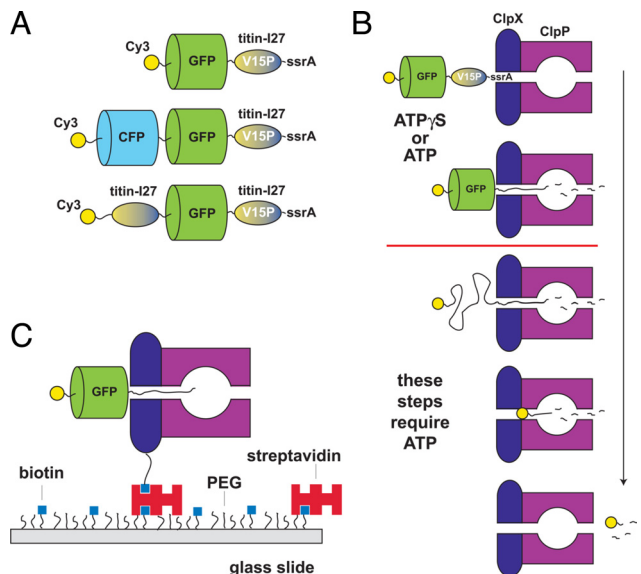 A
titin-I27
Cy3
GFP
V15P
ssrA
titin-I27
Cy3
CFP
GFP
V15P
ssrA
titin-I27
titin-I27
Cy3
GFP
V15P
ssrA
B
ClpX
ClpP
GFP
V15P
ssrA
ATPγS
or
ATP
GFP
these
steps
require
ATP
C
GFP
streptavidin
biotin
PEG
glass slide